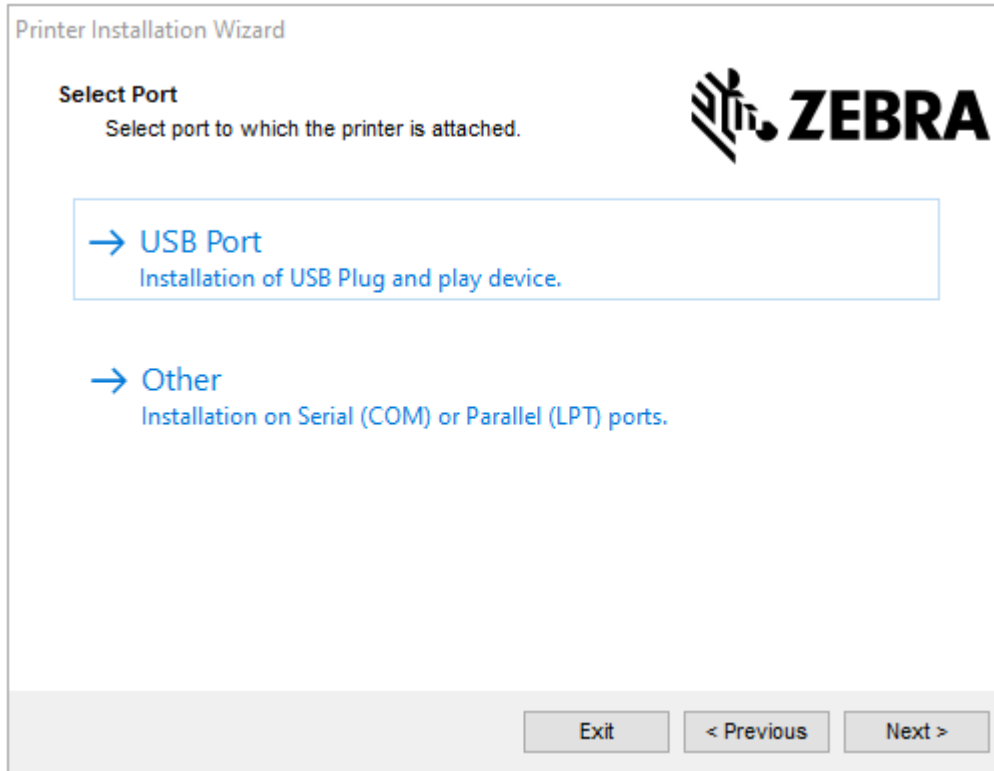 Printer Installation Wizard
Select Port
Select port to which the printer is attached.
ZEBRA
USB Port
Installation of USB Plug and play device.
Other
Installation on Serial (COM) or Parallel (LPT) ports.
Exit
< Previous
Next >